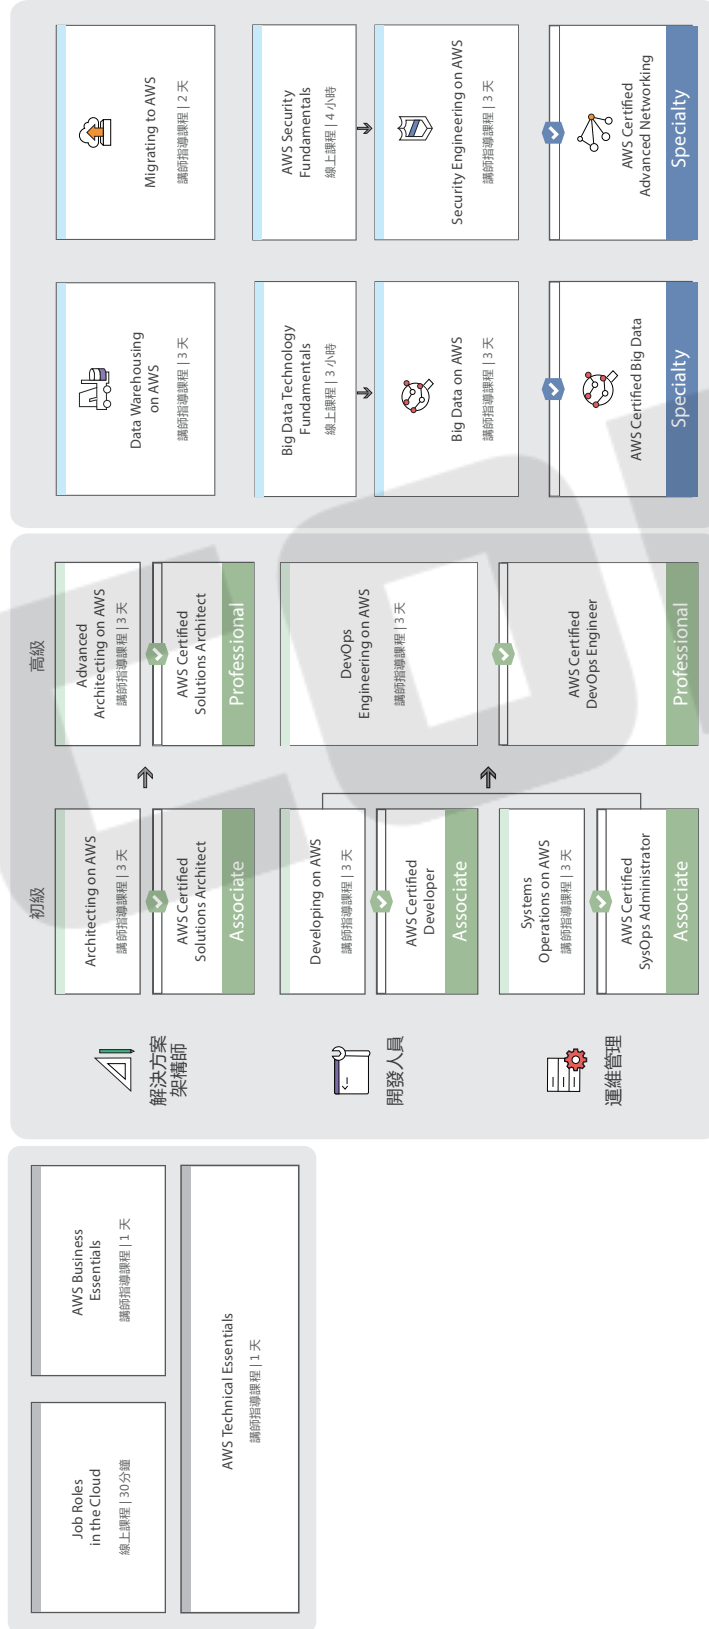 Job Roles
in the Cloud
線上課程 | 30分鐘
AWS Business
Essentials
講師指導課程 | 1 天
AWS Technical Essentials
講師指導課程 | 1 天
初級
高級
解決方案
架構師
Architecting on AWS
講師指導課程 | 3 天
AWS Certified
Solutions Architect
Associate
Advanced
Architecting on AWS
講師指導課程 | 3 天
AWS Certified
Solutions Architect
Professional
開發人員
Developing on AWS
講師指導課程 | 3 天
AWS Certified
Developer
Associate
運維管理
Systems
Operations on AWS
講師指導課程 | 3 天
AWS Certified
SysOps Administrator
Associate
DevOps
Engineering on AWS
講師指導課程 | 3 天
AWS Certified
DevOps Engineer
Professional
Data Warehousing
on AWS
講師指導課程 | 3 天
Migrating to AWS
講師指導課程 | 2 天
Big Data Technology
Fundamentals
線上課程 | 3 小時
Big Data on AWS
講師指導課程 | 3 天
AWS Certified Big Data
Specialty
AWS Security
Fundamentals
線上課程 | 4 小時
Security Engineering on AWS
講師指導課程 | 3 天
AWS Certified
Advanced Networking
Specialty